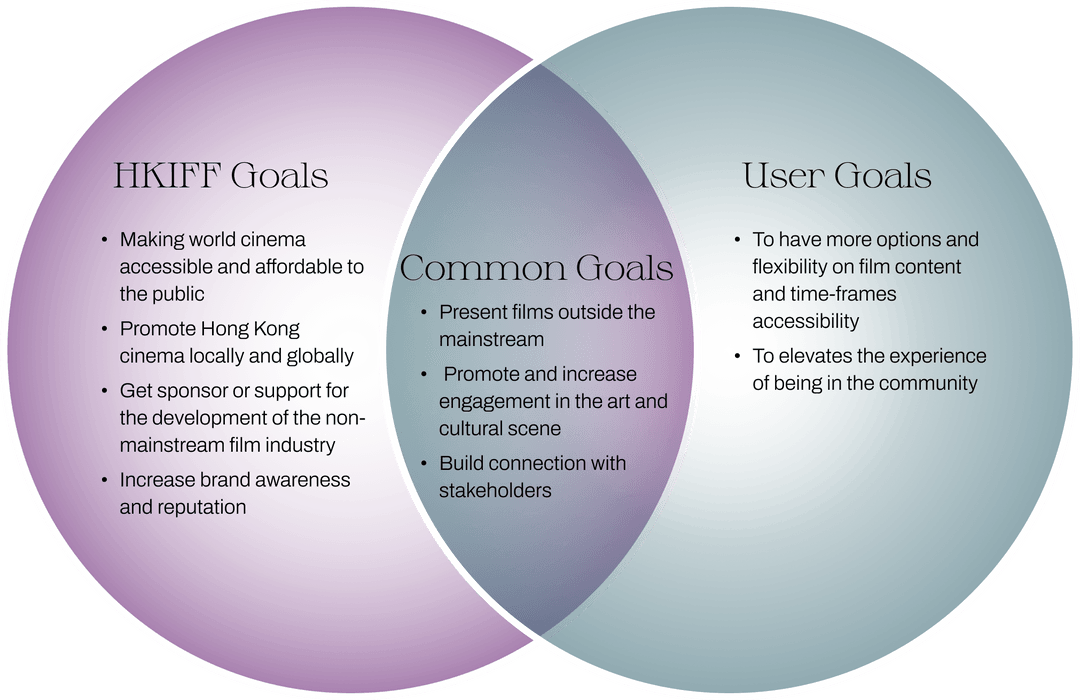 HKIFF Goals
• Making world cinema
accessible and affordable to
the public
• Promote Hong Kong
cinema locally and globally
• Get sponsor or support for
the development of the non-
mainstream film industry
• Increase brand awareness
and reputation
Common Goals
• Present films outside the
mainstream
• Promote and increase
engagement in the art and
cultural scene
• Build connection with
stakeholders
User Goals
• To have more options and
flexibility on film content
and time-frames
accessibility
• To elevates the experience
of being in the community